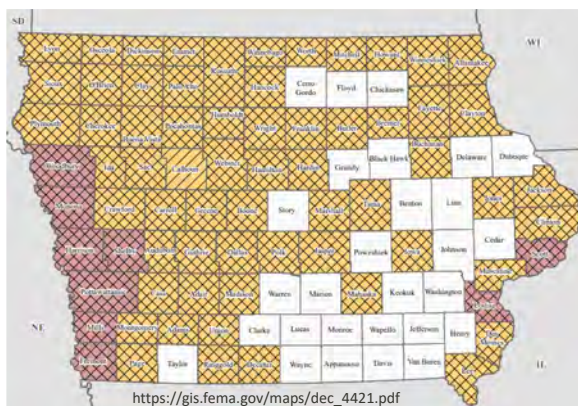 SD
WI
NE
IL
Lyon Osceola Dickinson Emmet Winnebago Worth Mitchell Howard Winneshiek Allamakee
Kossuth
Sioux O'Brien Clay Palo Alto Hancock Cerro Gordo Floyd Chickasaw
Fayette Clayton
Plymouth Cherokee Buena Vista Pocahontas Humboldt Wright Franklin Butler Bremer
Woodbury Ida Sac Calhoun Webster Hamilton Hardin Grundy Black Hawk Buchanan Delaware Dubuque
Monona Crawford Carroll Greene Boone Story Marshall Tama Benton Linn Jones Jackson
Clinton
Harrison Shelby Audubon Guthrie Dallas Polk Jasper Poweshiek Iowa Johnson Cedar Scott
Muscatine
Pottawattamie Cass Adair Madison Warren Marion Mahaska Keokuk Washington Louisa
Mills Montgomery Adams Union Clarke Lucas Monroe Wapello Jefferson Henry Des Moines
Fremont Page Taylor Ringgold Decatur Wayne Appanoose Davis Van Buren Lee
https://gis.fema.gov/maps/dec_4421.pdf